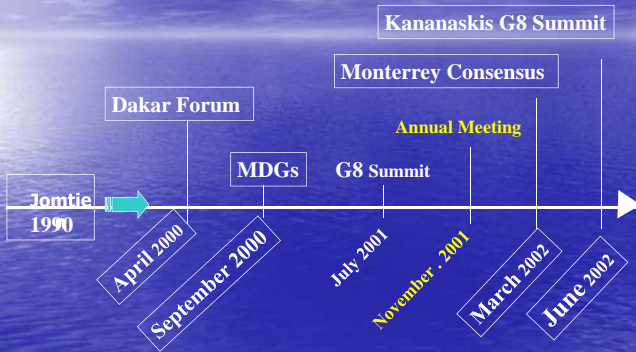 Kananaskis G8 Summit
Monterrey Consensus
Dakar Forum
Annual Meeting
MDGs
G8 Summit
Jomtien
1990
April 2000
September 2000
July 2001
November . 2001
March 2002
June 2002